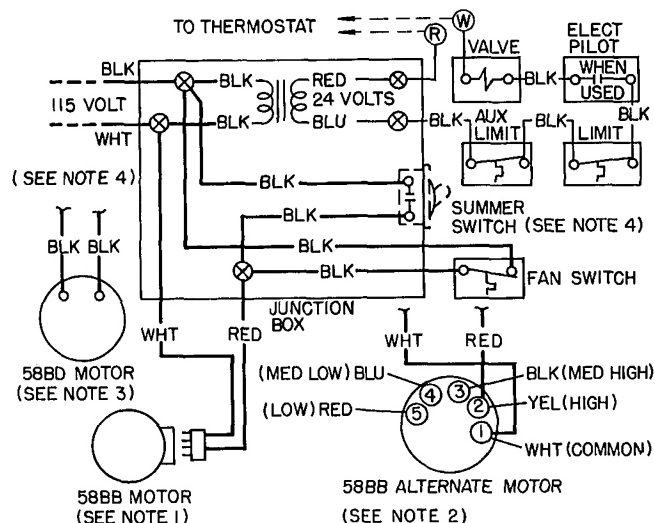 TO THERMOSTAT
W
R
VALVE
ELECT
PILOT
WHEN
USED
BLK
BLK
BLK
BLK
RED
115 VOLT
24 VOLTS
WHT
BLK
BLU
BLK
AUX
LIMIT
BLK
LIMIT
BLK
(SEE NOTE 4)
BLK
SUMMER
SWITCH (SEE NOTE 4)
BLK
BLK
BLK
BLK
BLK
FAN SWITCH
JUNCTION
BOX
WHT
RED
WHT
RED
58BD MOTOR
(SEE NOTE 3)
(MED LOW) BLU
BLK (MED HIGH)
4
3
(LOW) RED
5
2
YEL (HIGH)
1
WHT (COMMON)
58BB MOTOR
(SEE NOTE 1)
58BB ALTERNATE MOTOR
(SEE NOTE 2)